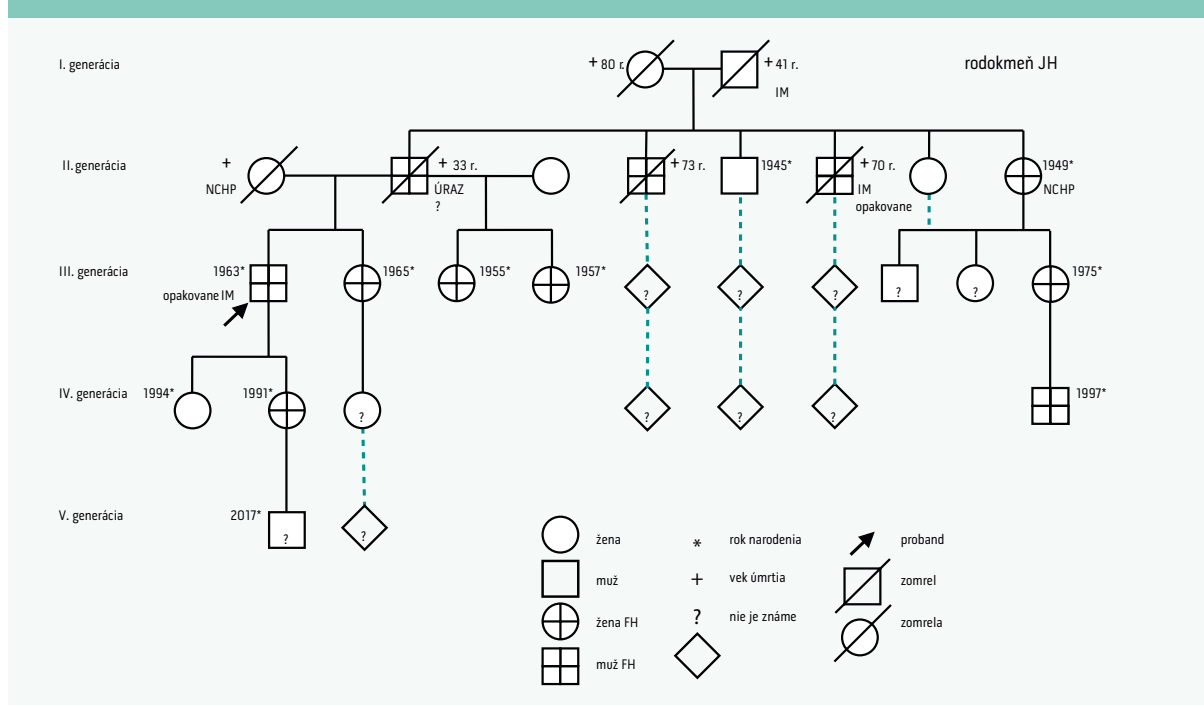 I. generácia
+ 80 r.
+ 41 r.
IM
rodokmeň JH
II. generácia
+
NCHP
+ 33 r.
ÚRAZ
?
+ 73 r.
1945*
+ 70 r.
IM
opakovane
1949*
NCHP
III. generácia
1963*
opakovane IM
1965*
1955*
1957*
?
?
?
?
?
1975*
IV. generácia
1994*
1991*
?
?
?
?
1997*
V. generácia
2017*
?
?
žena
muž
žena FH
muž FH
* rok narodenia
+ vek úmrtia
? nie je známe
proband
zomrel
zomrela